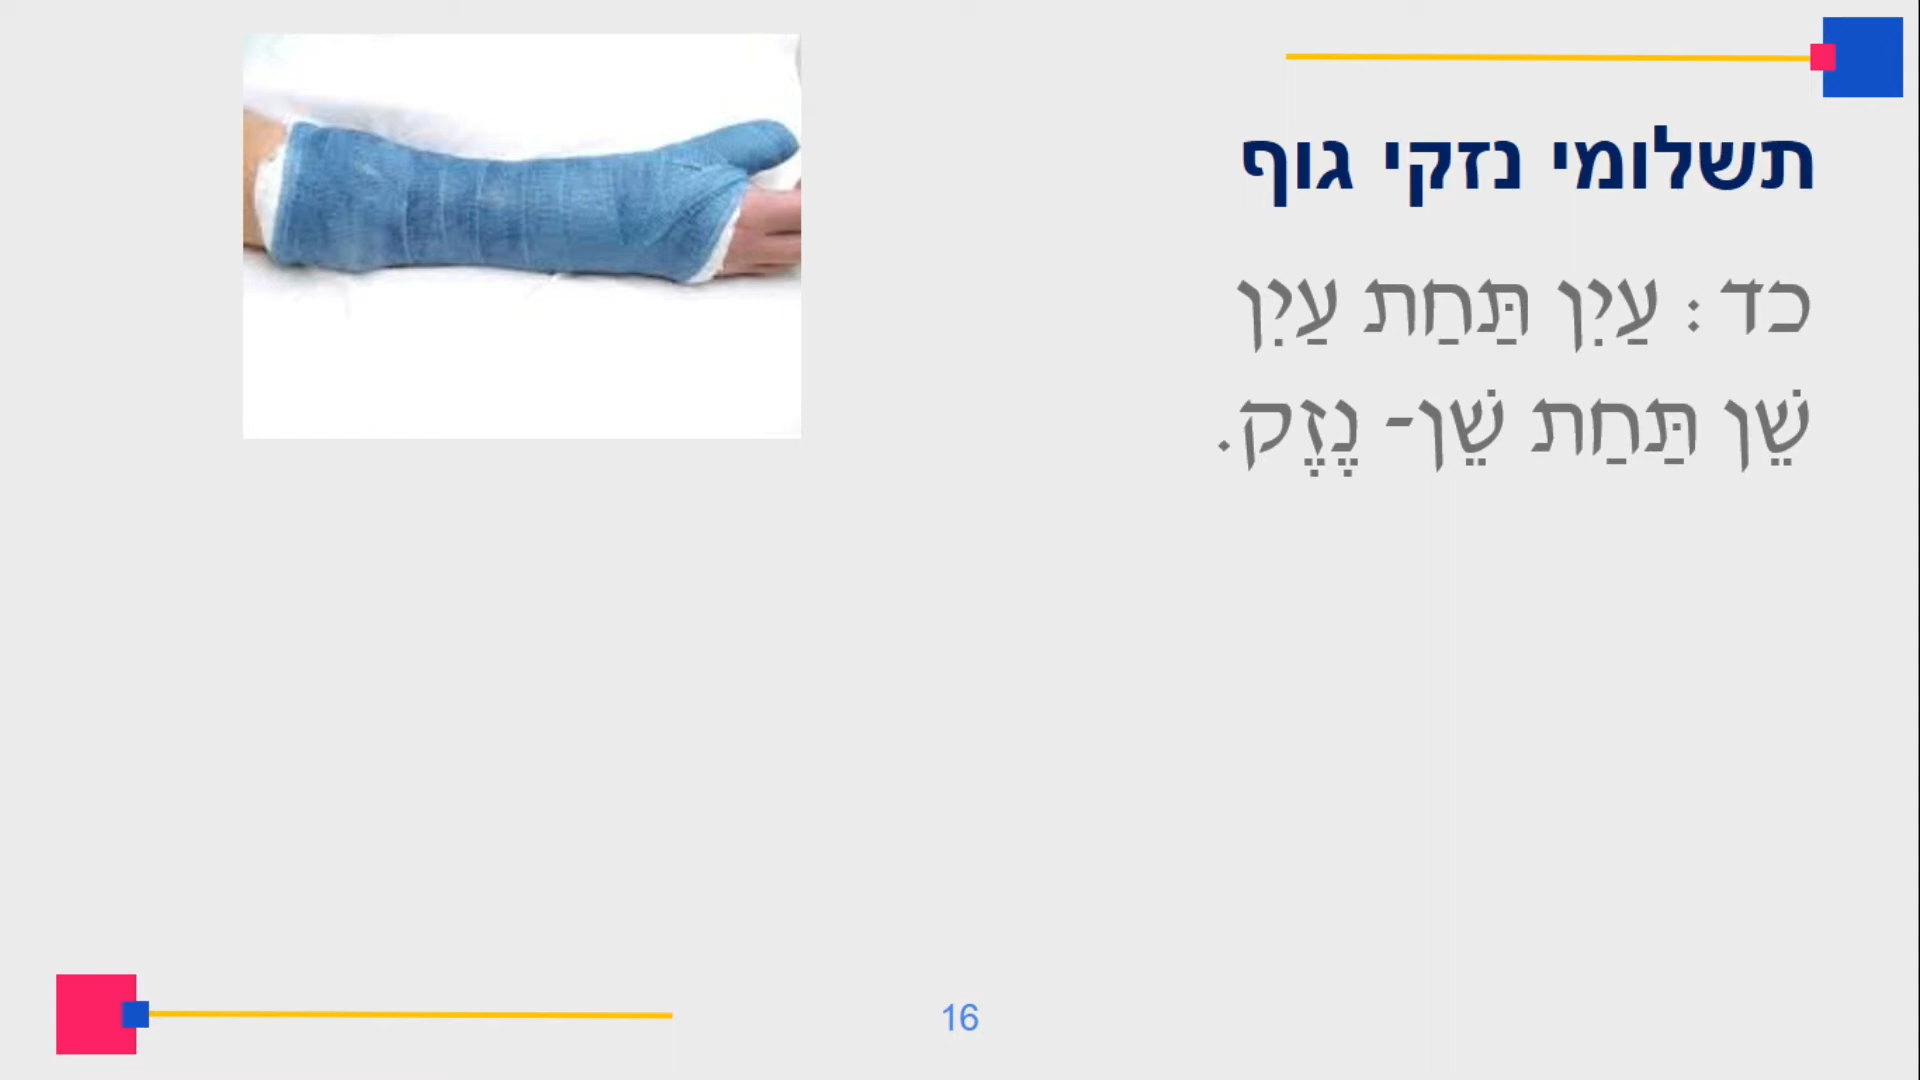 תשלומי נזקי גוף
כד : עַיִן תַּחַת עַיִן
שֵׁן תַּחַת שֵׁן- נֶזֶק.
16